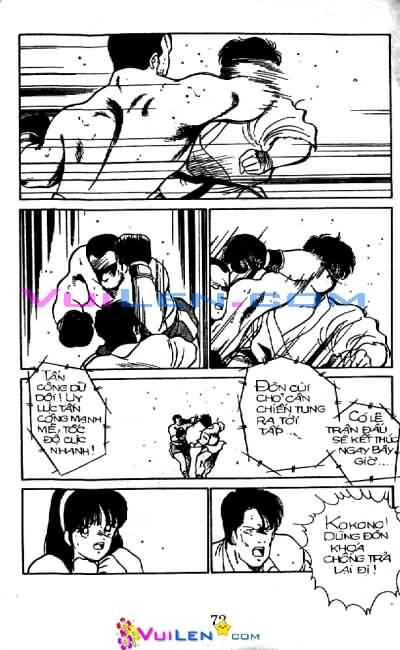 VUILEN.COM
TẤN
CÔNG DỮ
DỘI! UY
LỰC TẤN
CÔNG MẠNH
MẼ, TỐC
ĐỘ CỰC
NHANH!
ĐÒN CÙI
CHỎ CẬN
CHIẾN TUNG
RA TỚI
TẤP...
CÓ LẼ
TRẬN ĐẤU
SẼ KẾT THÚC
NGAY BÂY
GIỜ...
KOKONO!
DÙNG ĐÒN
KHÓA
CHỐNG TRẢ
LẠI ĐI!
73
VUILEN
.COM